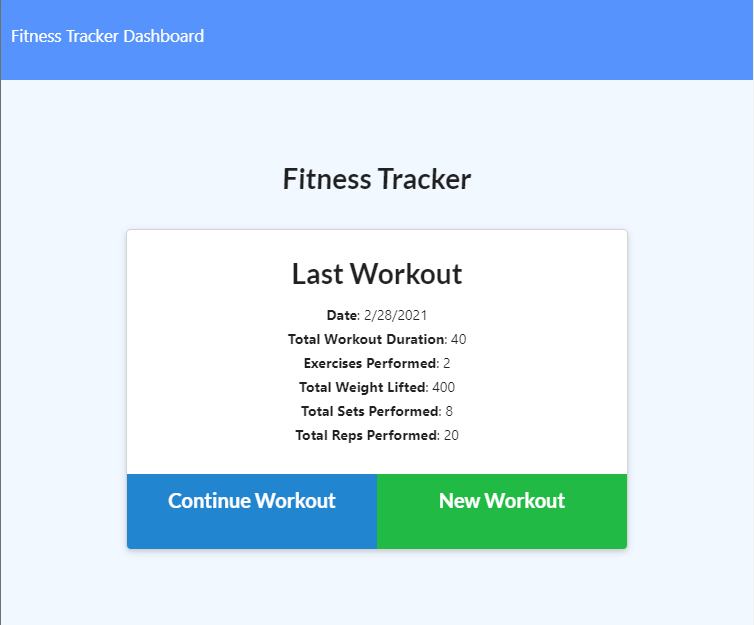 Fitness Tracker Dashboard
Fitness Tracker
Last Workout
Date: 2/28/2021
Total Workout Duration: 40
Exercises Performed: 2
Total Weight Lifted: 400
Total Sets Performed: 8
Total Reps Performed: 20
Continue Workout New Workout